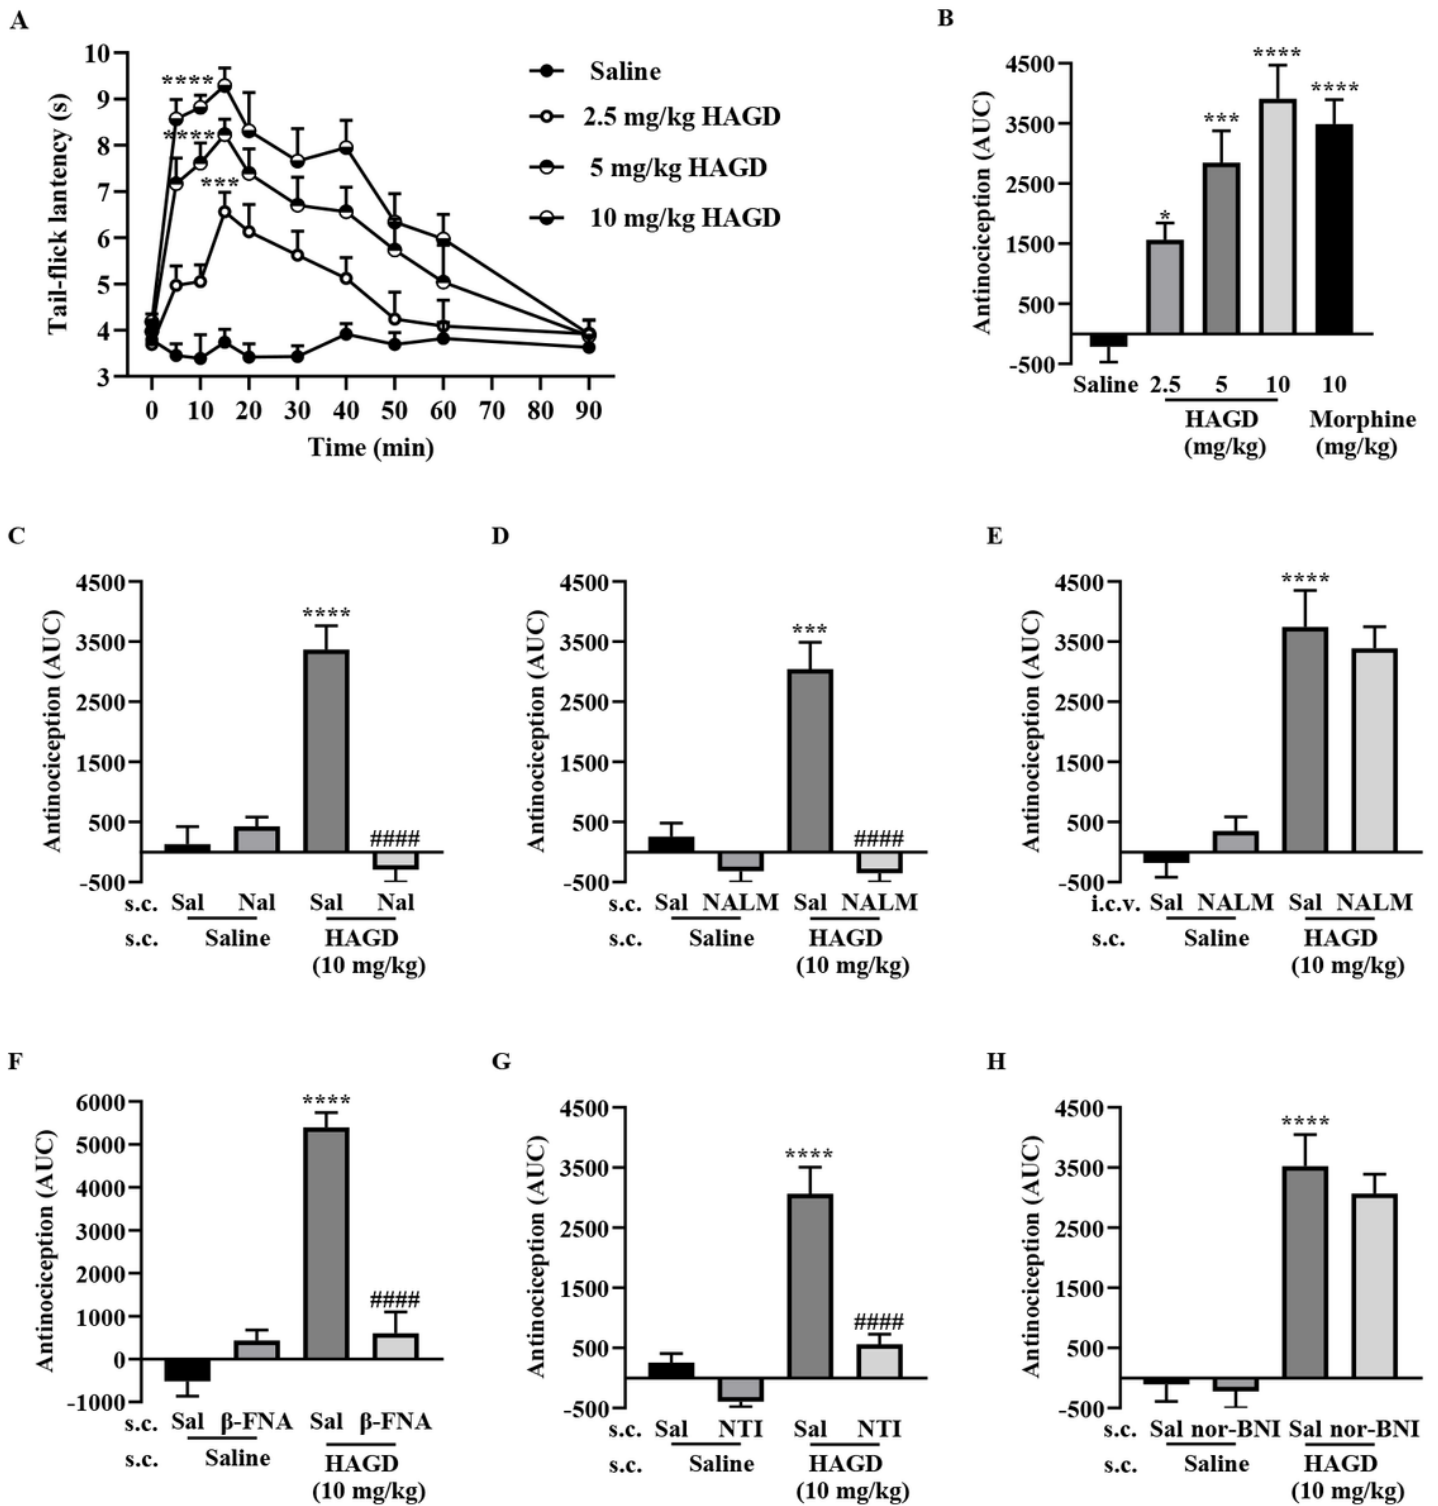 A
B
Tail-flick lantency (s)
10
9
8
7
6
5
4
3
****
****
***
Saline
2.5 mg/kg HAGD
5 mg/kg HAGD
10 mg/kg HAGD
0 10 20 30 40 50 60 70 80 90
Time (min)
Antinociception (AUC)
4500
3500
2500
1500
500
-500
*
***
****
****
Saline 2.5 5 10 10
HAGD Morphine
(mg/kg) (mg/kg)
C
D
E
Antinociception (AUC)
4500
3500
2500
1500
500
-500
****
####
s.c. Sal Nal Sal Nal
s.c. Saline HAGD
(10 mg/kg)
Antinociception (AUC)
4500
3500
2500
1500
500
-500
***
####
s.c. Sal NALM Sal NALM
s.c. Saline HAGD
(10 mg/kg)
Antinociception (AUC)
4500
3500
2500
1500
500
-500
****
i.c.v. Sal NALM Sal NALM
s.c. Saline HAGD
(10 mg/kg)
F
G
H
Antinociception (AUC)
6000
5000
4000
3000
2000
1000
0
-1000
****
####
s.c. Sal β-FNA Sal β-FNA
s.c. Saline HAGD
(10 mg/kg)
Antinociception (AUC)
4500
3500
2500
1500
500
-500
****
####
s.c. Sal NTI Sal NTI
s.c. Saline HAGD
(10 mg/kg)
Antinociception (AUC)
4500
3500
2500
1500
500
-500
****
s.c. Sal nor-BNI Sal nor-BNI
s.c. Saline HAGD
(10 mg/kg)